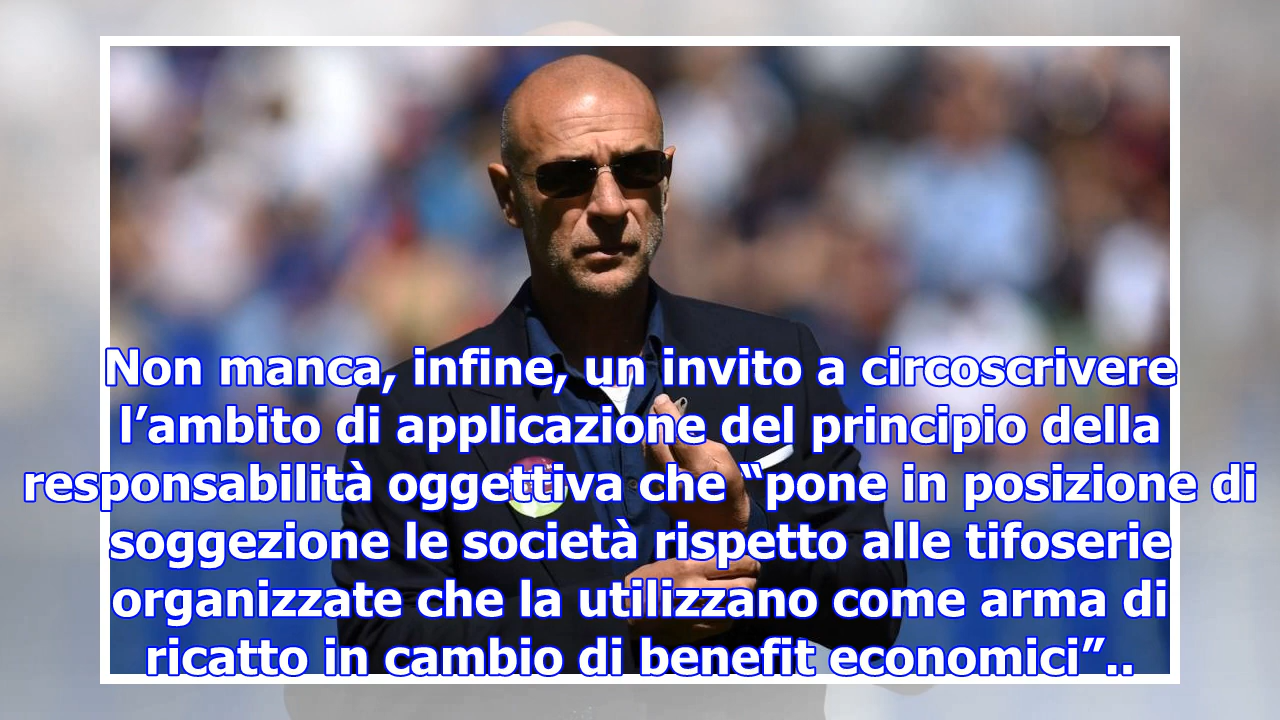 Non manca, infine, un invito a circoscrivere
l’ambito di applicazione del principio della
responsabilità oggettiva che “pone in posizione di
soggezione le società rispetto alle tifoserie
organizzate che la utilizzano come arma di
ricatto in cambio di benefit economici”..